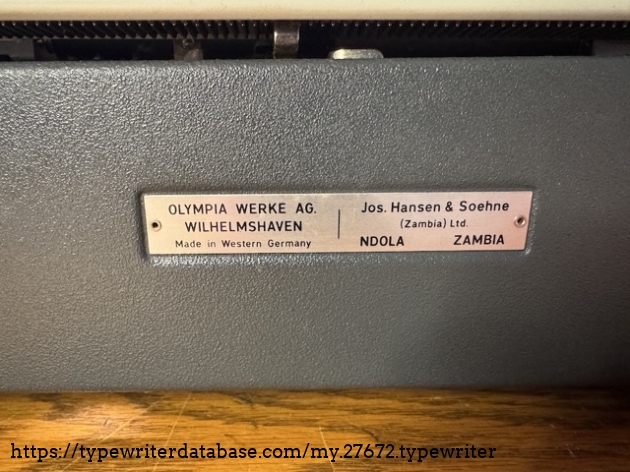 OLYMPIA WERKE AG.
WILHELMSHAVEN
Made in Western Germany
Jos. Hansen & Soehne
(Zambia) Ltd.
NDOLA ZAMBIA
https://typewriterdatabase.com/my.27672.typewriter